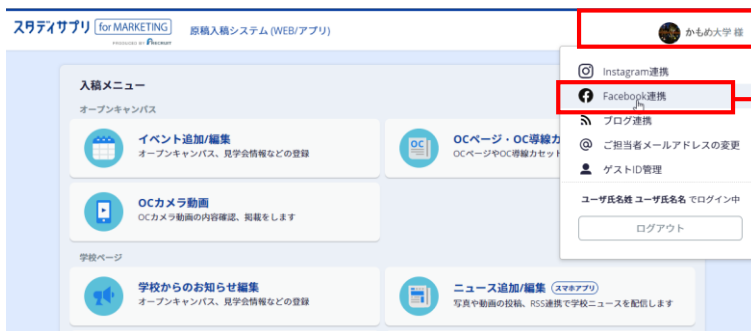 スタディサプリ for MARKETING 原稿入稿システム (WEB/アプリ)
PRODUCED BY RECRUIT
かもめ大学 様
Instagram連携
Facebook連携
ブログ連携
ご担当者メールアドレスの変更
ゲストID管理
ユーザ氏名姓 ユーザ氏名名 でログイン中
ログアウト
入稿メニュー
オープンキャンパス
イベント追加/編集
オープンキャンパス、見学会情報などの登録
OC
OCページ・OC導線カ
OCページやOC導線カセット
OCカメラ動画
OCカメラ動画の内容確認、掲載をします
学校ページ
学校からのお知らせ編集
オープンキャンパス、見学会情報などの登録
ニュース追加/編集 (スマホアプリ)
写真や動画の投稿、RSS連携で学校ニュースを配信します